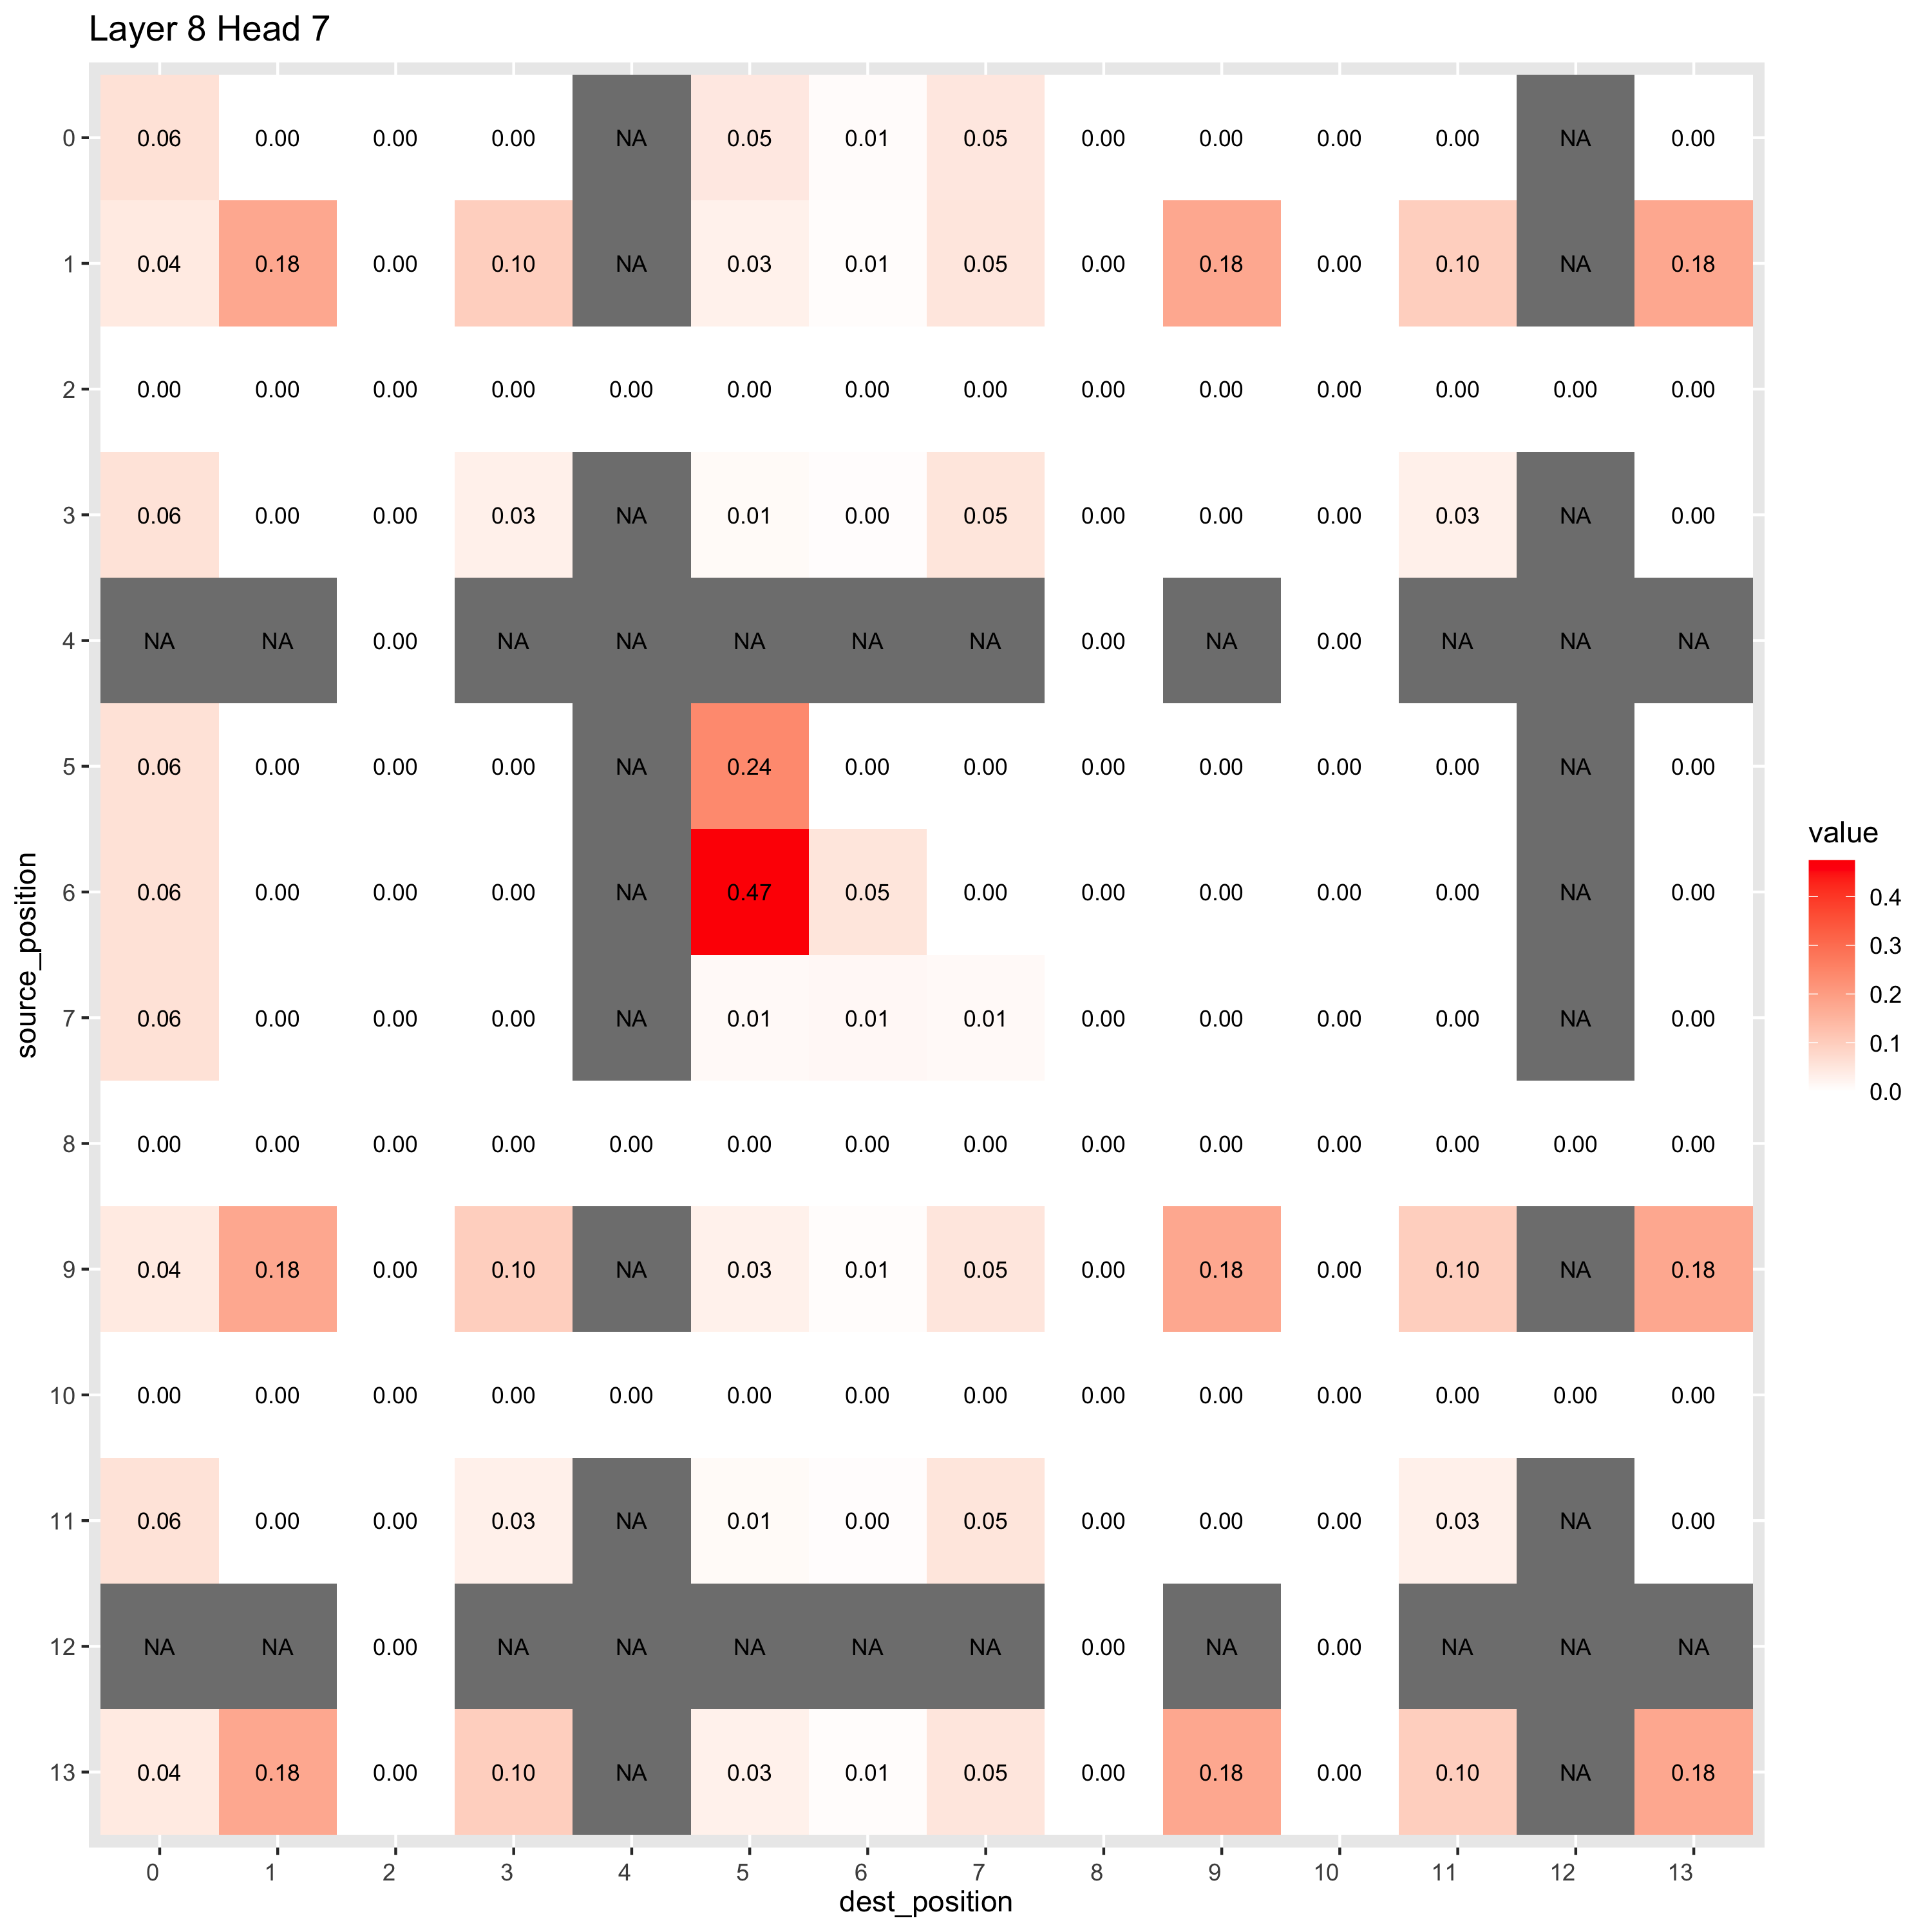 Layer 8 Head 7
0 0.06 0.00 0.00 0.00 NA 0.05 0.01 0.05 0.00 0.00 0.00 0.00 NA 0.00
1 0.04 0.18 0.00 0.10 NA 0.03 0.01 0.05 0.00 0.18 0.00 0.10 NA 0.18
2 0.00 0.00 0.00 0.00 0.00 0.00 0.00 0.00 0.00 0.00 0.00 0.00 0.00 0.00
3 0.06 0.00 0.00 0.03 NA 0.01 0.00 0.05 0.00 0.00 0.00 0.03 NA 0.00
4 NA NA 0.00 NA NA NA NA NA 0.00 NA 0.00 NA NA NA
5 0.06 0.00 0.00 0.00 NA 0.24 0.00 0.00 0.00 0.00 0.00 0.00 NA 0.00
6 0.06 0.00 0.00 0.00 NA 0.47 0.05 0.00 0.00 0.00 0.00 0.00 NA 0.00
7 0.06 0.00 0.00 0.00 NA 0.01 0.01 0.01 0.00 0.00 0.00 0.00 NA 0.00
8 0.00 0.00 0.00 0.00 0.00 0.00 0.00 0.00 0.00 0.00 0.00 0.00 0.00 0.00
9 0.04 0.18 0.00 0.10 NA 0.03 0.01 0.05 0.00 0.18 0.00 0.10 NA 0.18
10 0.00 0.00 0.00 0.00 0.00 0.00 0.00 0.00 0.00 0.00 0.00 0.00 0.00 0.00
11 0.06 0.00 0.00 0.03 NA 0.01 0.00 0.05 0.00 0.00 0.00 0.03 NA 0.00
12 NA NA 0.00 NA NA NA NA NA 0.00 NA 0.00 NA NA NA
13 0.04 0.18 0.00 0.10 NA 0.03 0.01 0.05 0.00 0.18 0.00 0.10 NA 0.18
0 1 2 3 4 5 6 7 8 9 10 11 12 13
dest_position
source_position
value
0.4
0.3
0.2
0.1
0.0